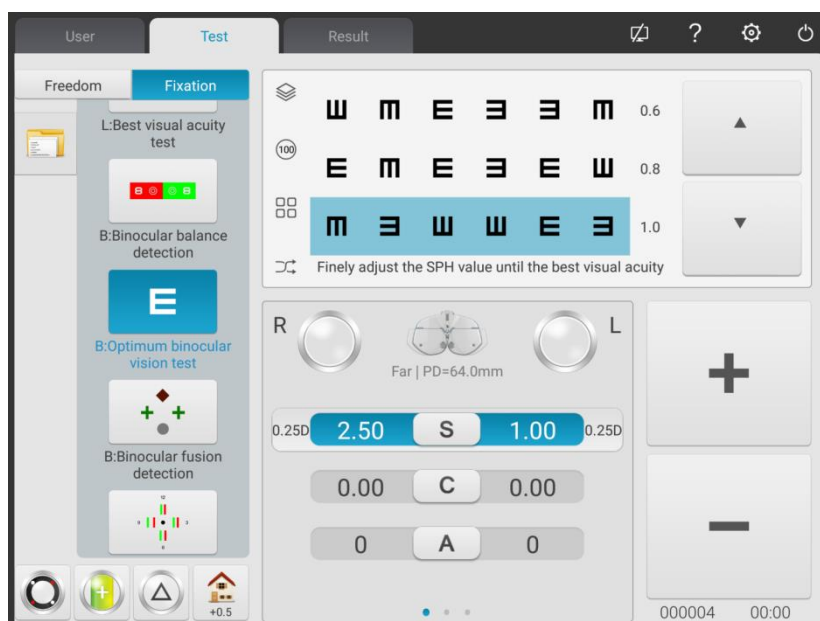 User
Test
Result
Freedom
Fixation
L:Best visual acuity
test
B:Binocular balance
detection
B:Optimum binocular
vision test
B:Binocular fusion
detection
+0.5
100
0.6
0.8
1.0
Finely adjust the SPH value until the best visual acuity
R
L
Far | PD=64.0mm
0.25D 2.50 S 1.00 0.25D
0.00 C 0.00
0 A 0
000004 00:00